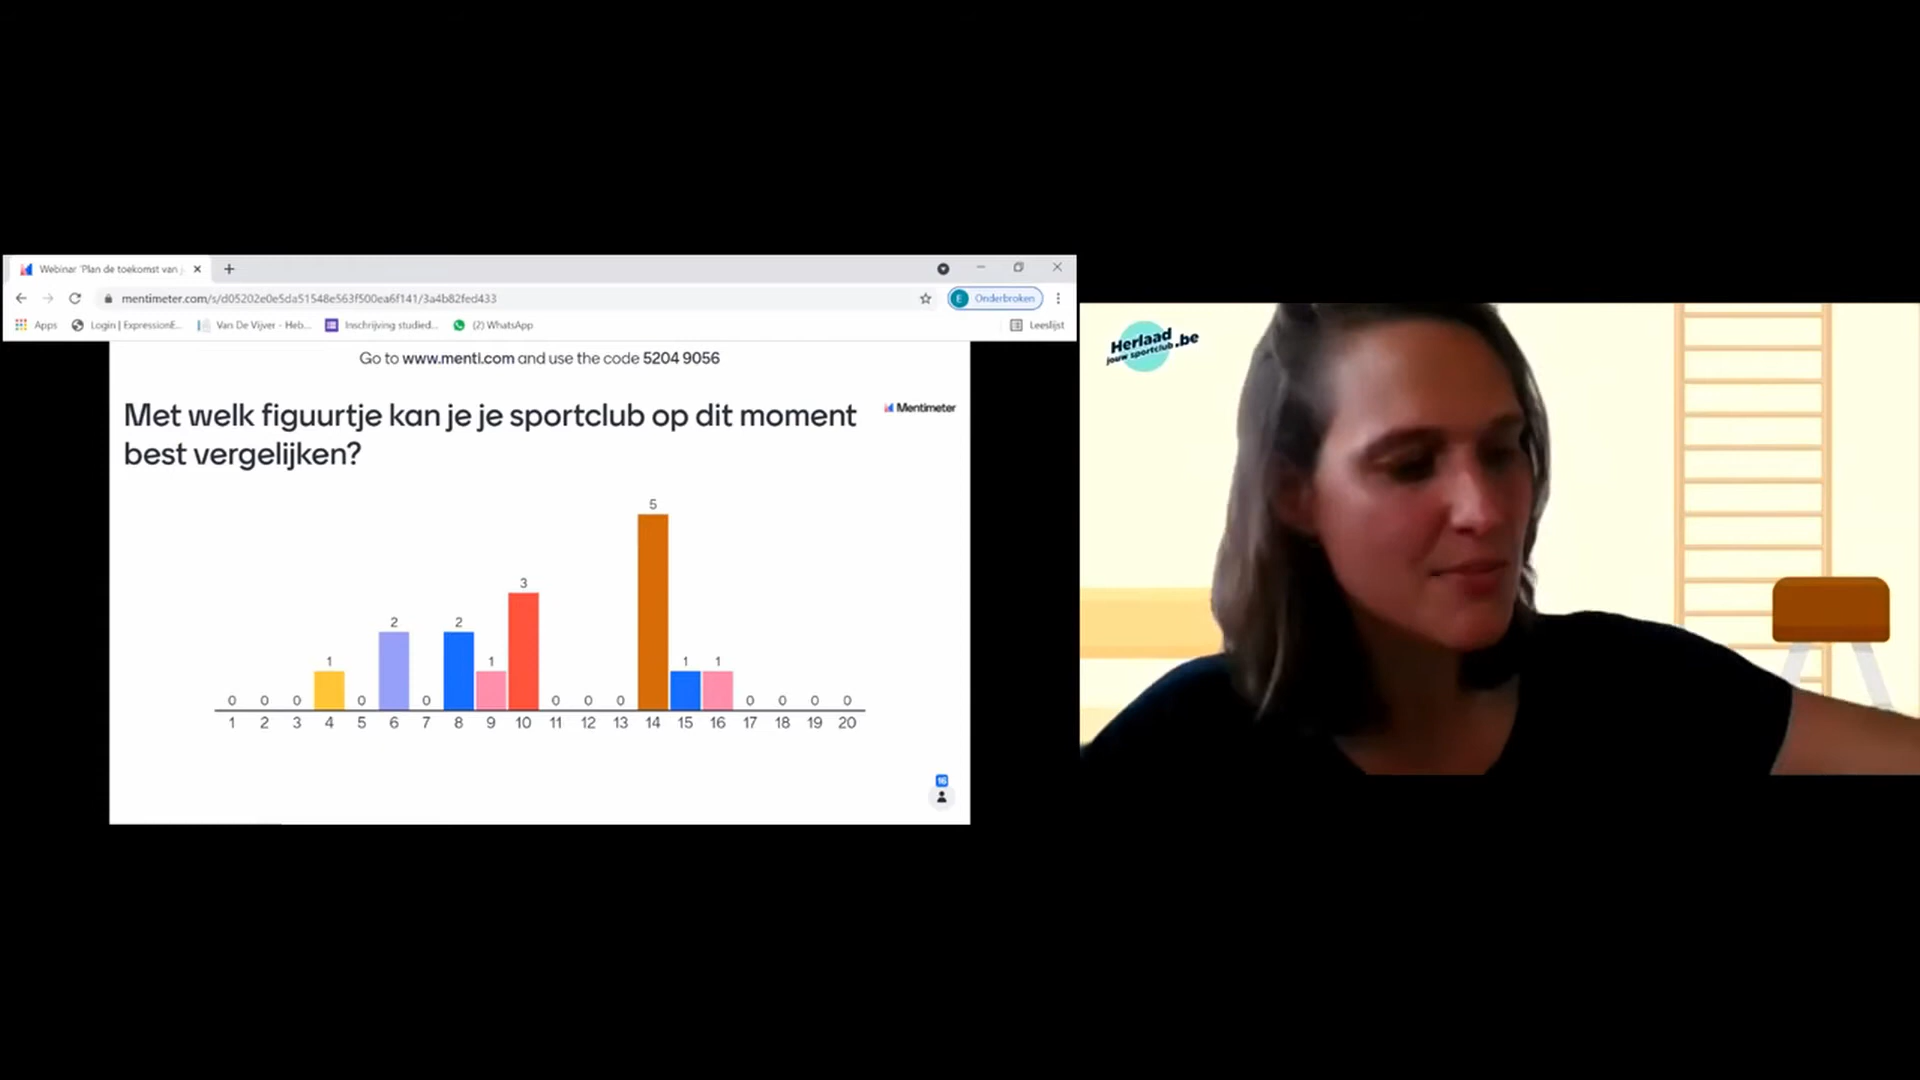 Webinar 'Plan de toekomst van j
mentimeter.com/s/d05202e0e5da51548e563f500ea6f141/3a4b82fed433
E Onderbroken
Apps Login | ExpressionE... Van De Vijver - Heb... Inschrijving studied... (2) WhatsApp Leeslijst
Go to www.menti.com and use the code 5204 9056
Met welk figuurtje kan je je sportclub op dit moment
best vergelijken?
Mentimeter
0 0 0 1 0 2 0 2 1 3 0 0 0 5 1 1 0 0 0 0
1 2 3 4 5 6 7 8 9 10 11 12 13 14 15 16 17 18 19 20
16
Herlaad
jouw sportclub.be